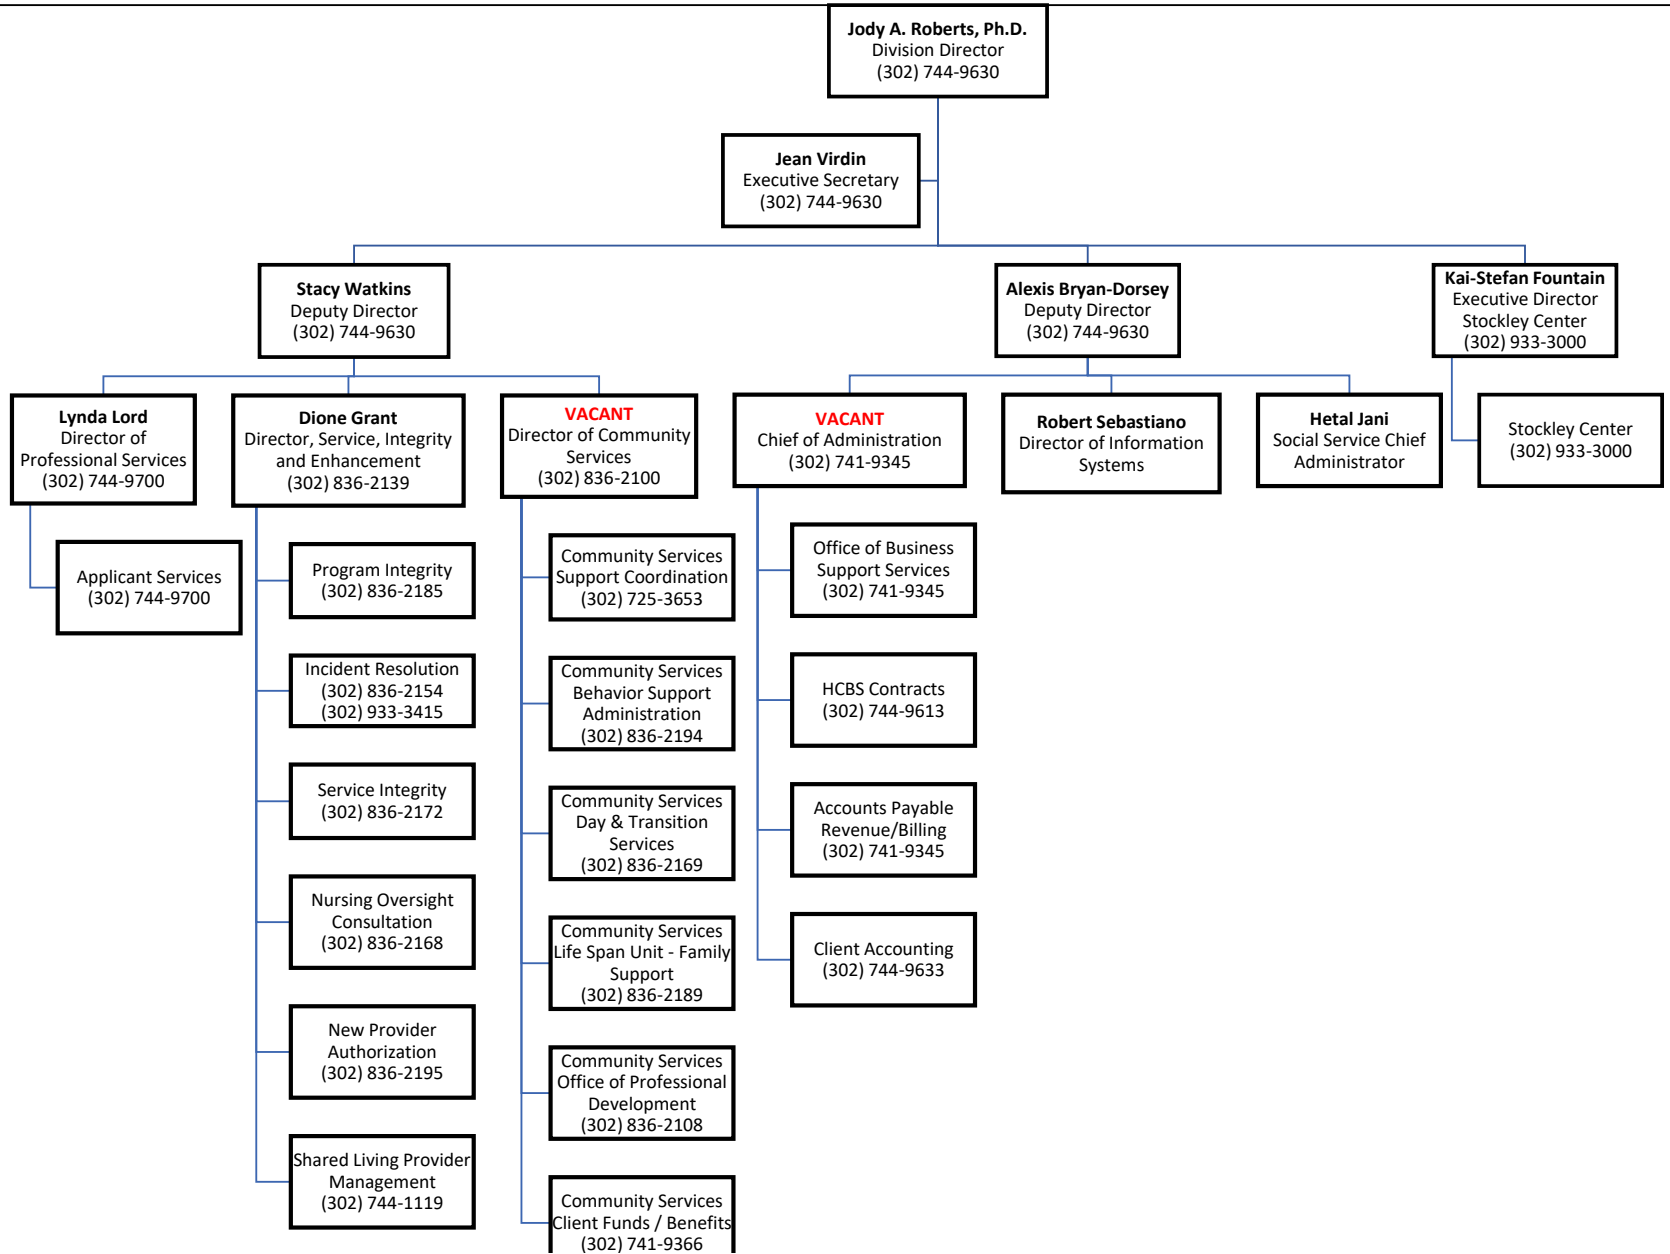 Jody A. Roberts, Ph.D.
Division Director
(302) 744-9630
Jean Virdin
Executive Secretary
(302) 744-9630
Stacy Watkins
Deputy Director
(302) 744-9630
Alexis Bryan-Dorsey
Deputy Director
(302) 744-9630
Kai-Stefan Fountain
Executive Director
Stockley Center
(302) 933-3000
Lynda Lord
Director of
Professional Services
(302) 744-9700
Dione Grant
Director, Service, Integrity
and Enhancement
(302) 836-2139
VACANT
Director of Community
Services
(302) 836-2100
VACANT
Chief of Administration
(302) 741-9345
Robert Sebastiano
Director of Information
Systems
Hetal Jani
Social Service Chief
Administrator
Stockley Center
(302) 933-3000
Applicant Services
(302) 744-9700
Program Integrity
(302) 836-2185
Incident Resolution
(302) 836-2154
(302) 933-3415
Service Integrity
(302) 836-2172
Nursing Oversight
Consultation
(302) 836-2168
New Provider
Authorization
(302) 836-2195
Shared Living Provider
Management
(302) 744-1119
Community Services
Support Coordination
(302) 725-3653
Community Services
Behavior Support
Administration
(302) 836-2194
Community Services
Day & Transition
Services
(302) 836-2169
Community Services
Life Span Unit - Family
Support
(302) 836-2189
Community Services
Office of Professional
Development
(302) 836-2108
Community Services
Client Funds / Benefits
(302) 741-9366
Office of Business
Support Services
(302) 741-9345
HCBS Contracts
(302) 744-9613
Accounts Payable
Revenue/Billing
(302) 741-9345
Client Accounting
(302) 744-9633